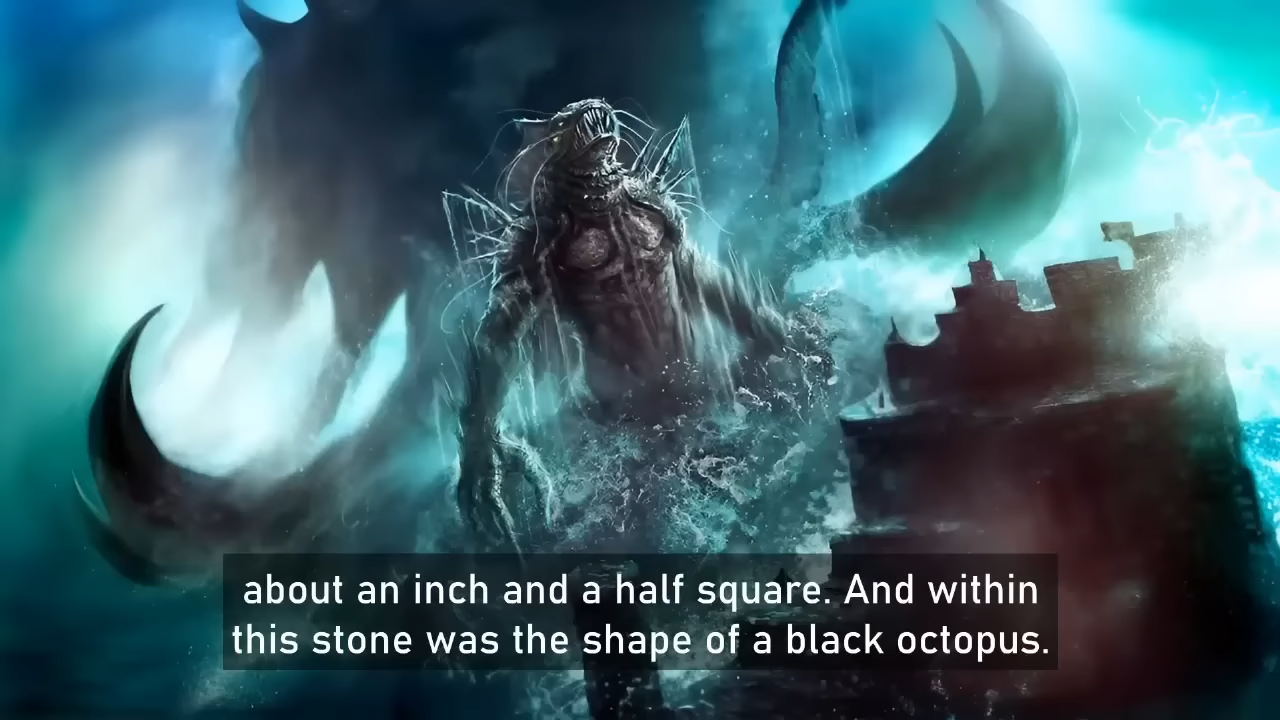 about an inch and a half square. And within
this stone was the shape of a black octopus.